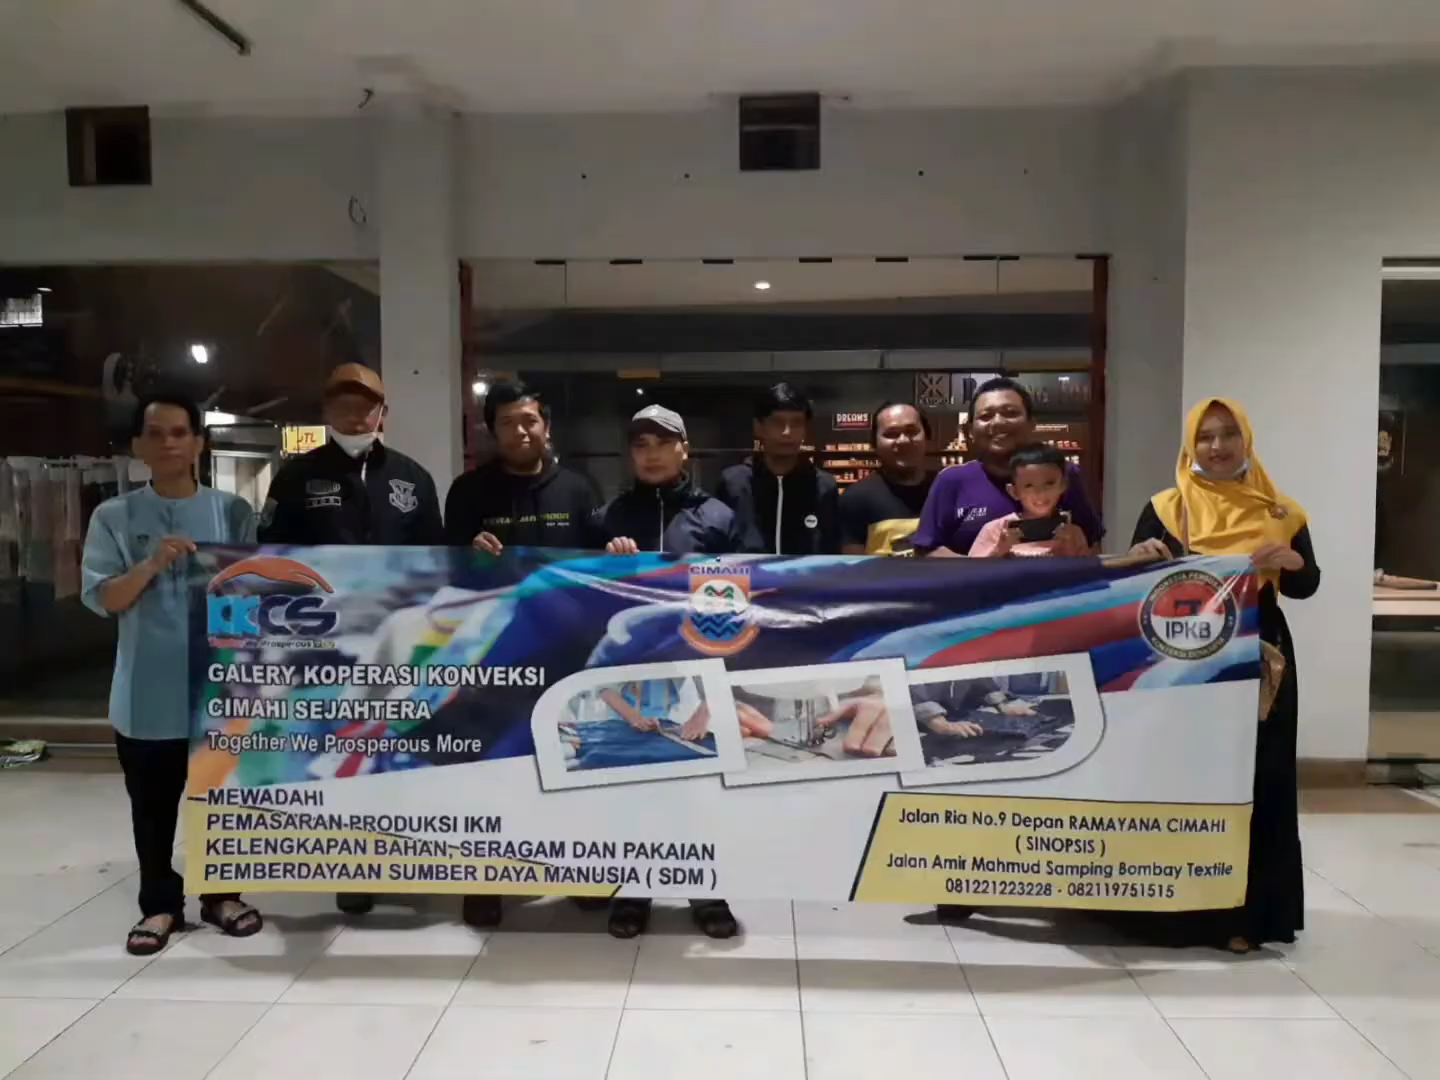 KKCS
GALERY KOPERASI KONVEKSI
CIMAHI SEJAHTERA
Together We Prosperous More
MEWADAHI
PEMASARAN PRODUKSI IKM
KELENGKAPAN BAHAN, SERAGAM DAN PAKAIAN
PEMBERDAYAAN SUMBER DAYA MANUSIA ( SDM )
CIMAHI
IPKB
Jalan Ria No.9 Depan RAMAYANA CIMAHI
( SINOPSIS )
Jalan Amir Mahmud Samping Bombay Textile
081221223228 - 082119751515
DREAMS